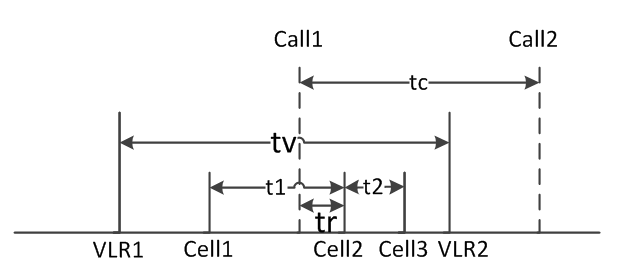 Call1 Call2
tc
tv
t1 t2
tr
VLR1 Cell1 Cell2 Cell3 VLR2